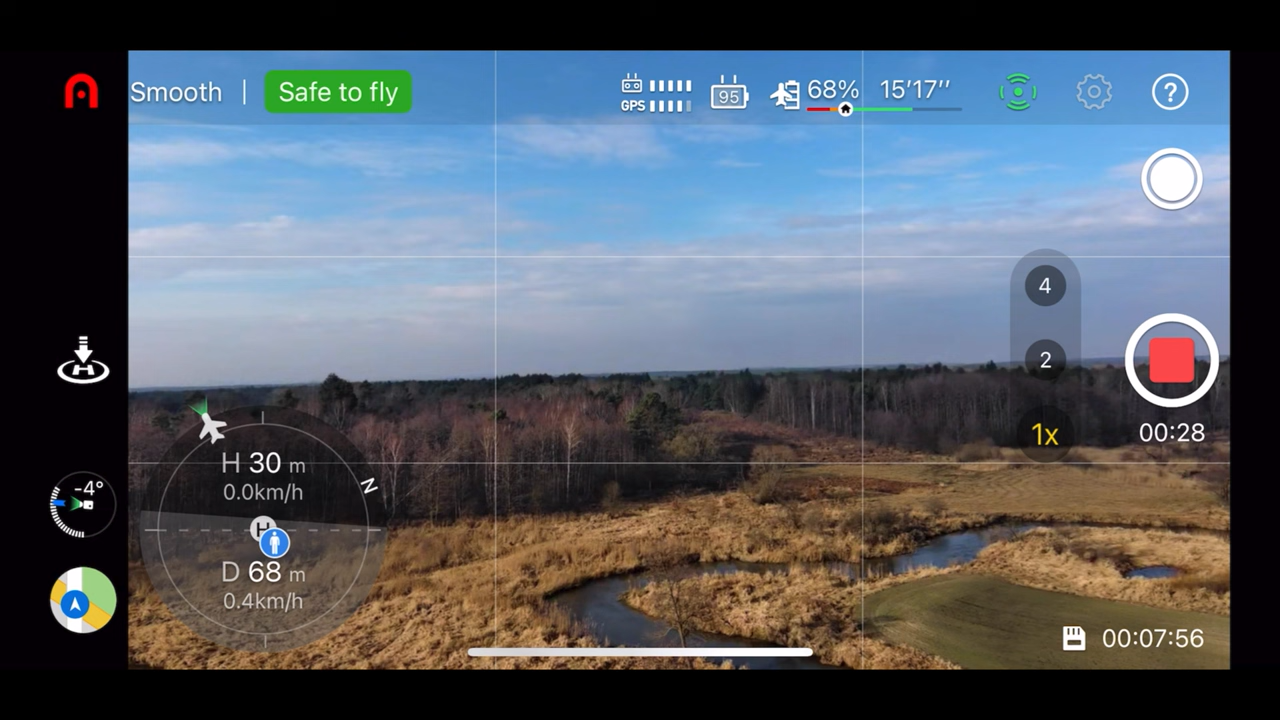 Smooth | Safe to fly
GPS
95
68%
15'17''
?
4
2
1x
00:28
-4°
H 30 m
0.0km/h
N
H
D 68 m
0.4km/h
00:07:56